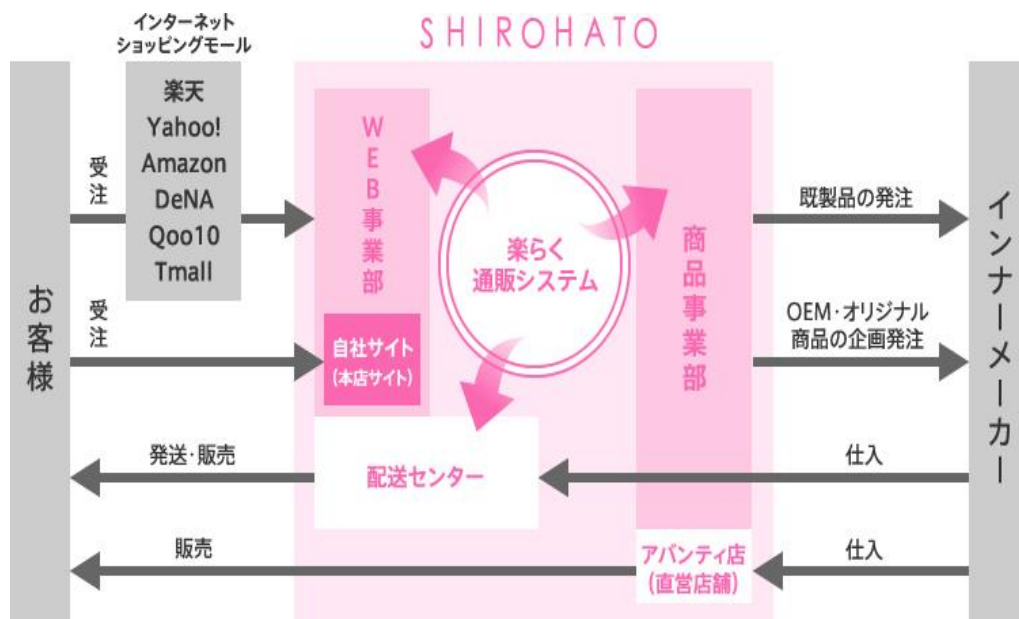 インターネット
ショッピングモール
SHIROHATO
楽天
Yahoo!
Amazon
DeNA
Qoo10
Tmall
お客様
受注
受注
WEB事業部
自社サイト
(本店サイト)
楽らく
通販システム
商品事業部
既製品の発注
OEM・オリジナル
商品の企画発注
インナーメーカー
発送・販売
配送センター
仕入
販売
アバンティ店
(直営店舗)
仕入